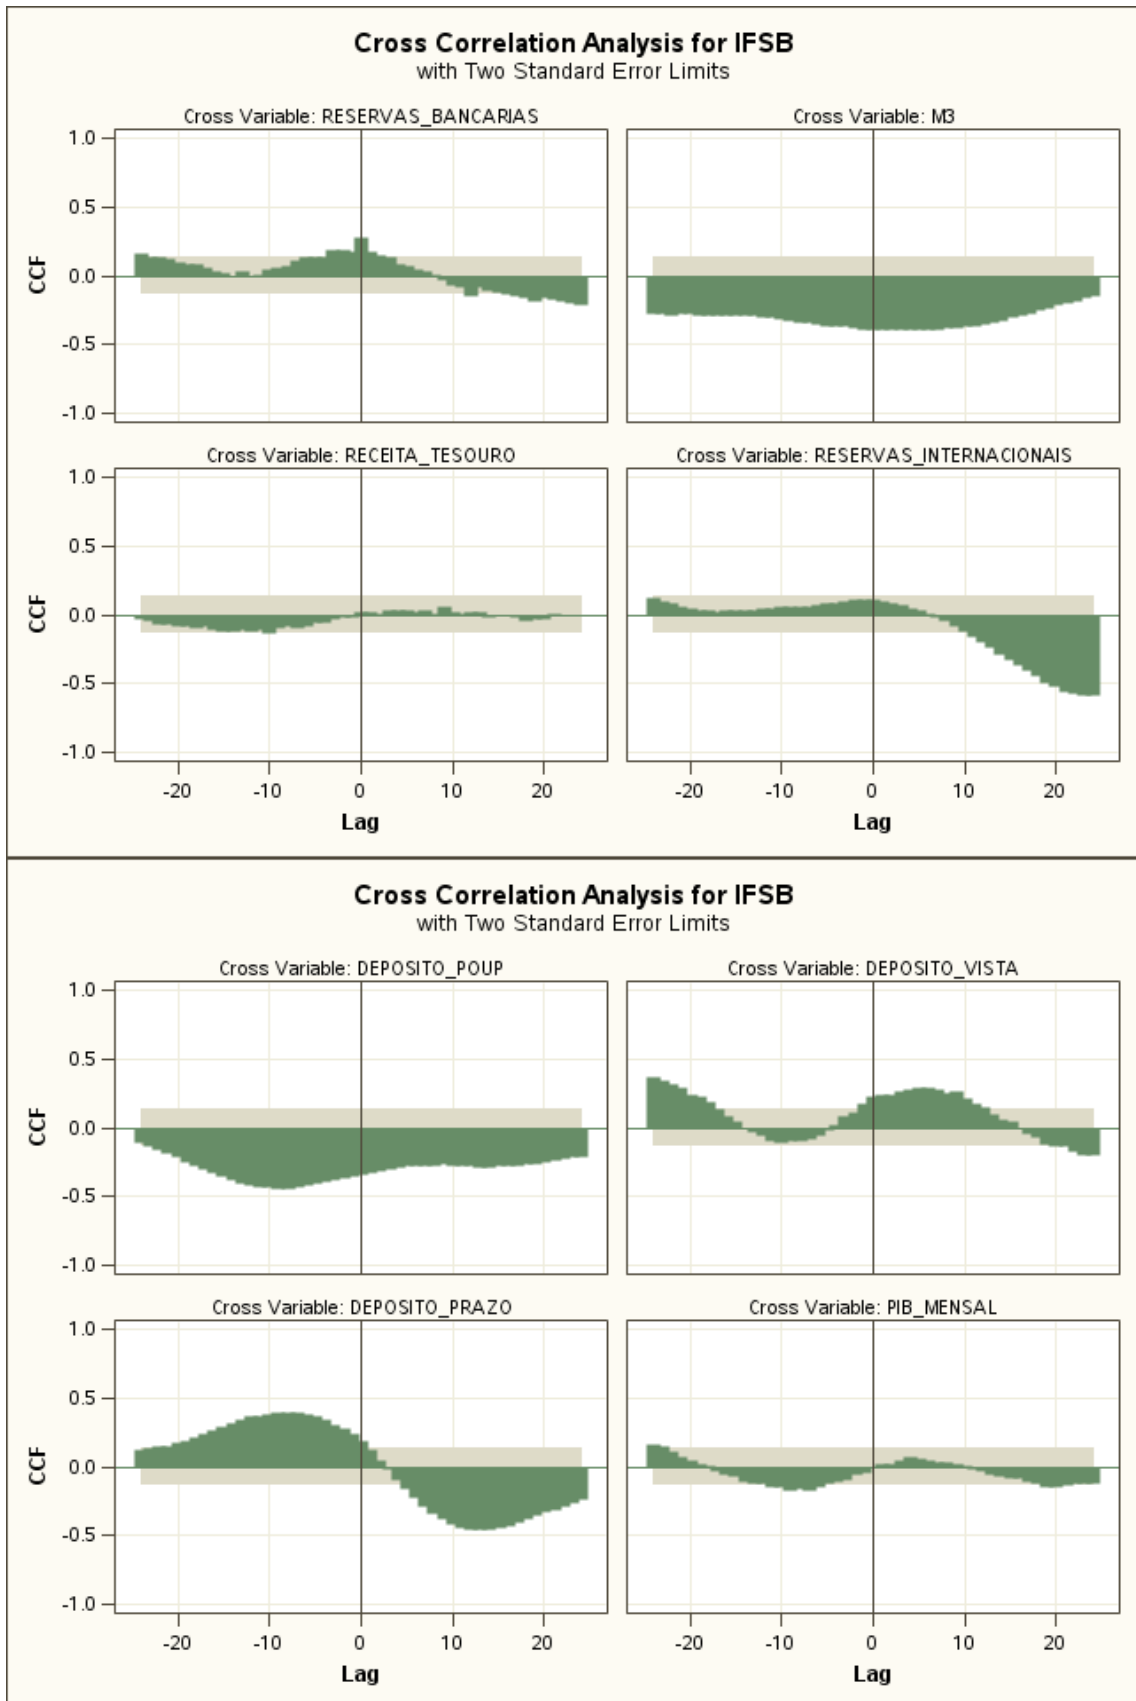 Cross Correlation Analysis for IFSB
with Two Standard Error Limits
Cross Variable: RESERVAS_BANCARIAS
Cross Variable: M3
1.0
0.5
0.0
-0.5
-1.0
CCF
Cross Variable: RECEITA_TESOURO
Cross Variable: RESERVAS_INTERNACIONAIS
1.0
0.5
0.0
-0.5
-1.0
CCF
-20 -10 0 10 20
-20 -10 0 10 20
Lag
Lag
Cross Correlation Analysis for IFSB
with Two Standard Error Limits
Cross Variable: DEPOSITO_POUP
Cross Variable: DEPOSITO_VISTA
1.0
0.5
0.0
-0.5
-1.0
CCF
Cross Variable: DEPOSITO_PRAZO
Cross Variable: PIB_MENSAL
1.0
0.5
0.0
-0.5
-1.0
CCF
-20 -10 0 10 20
-20 -10 0 10 20
Lag
Lag